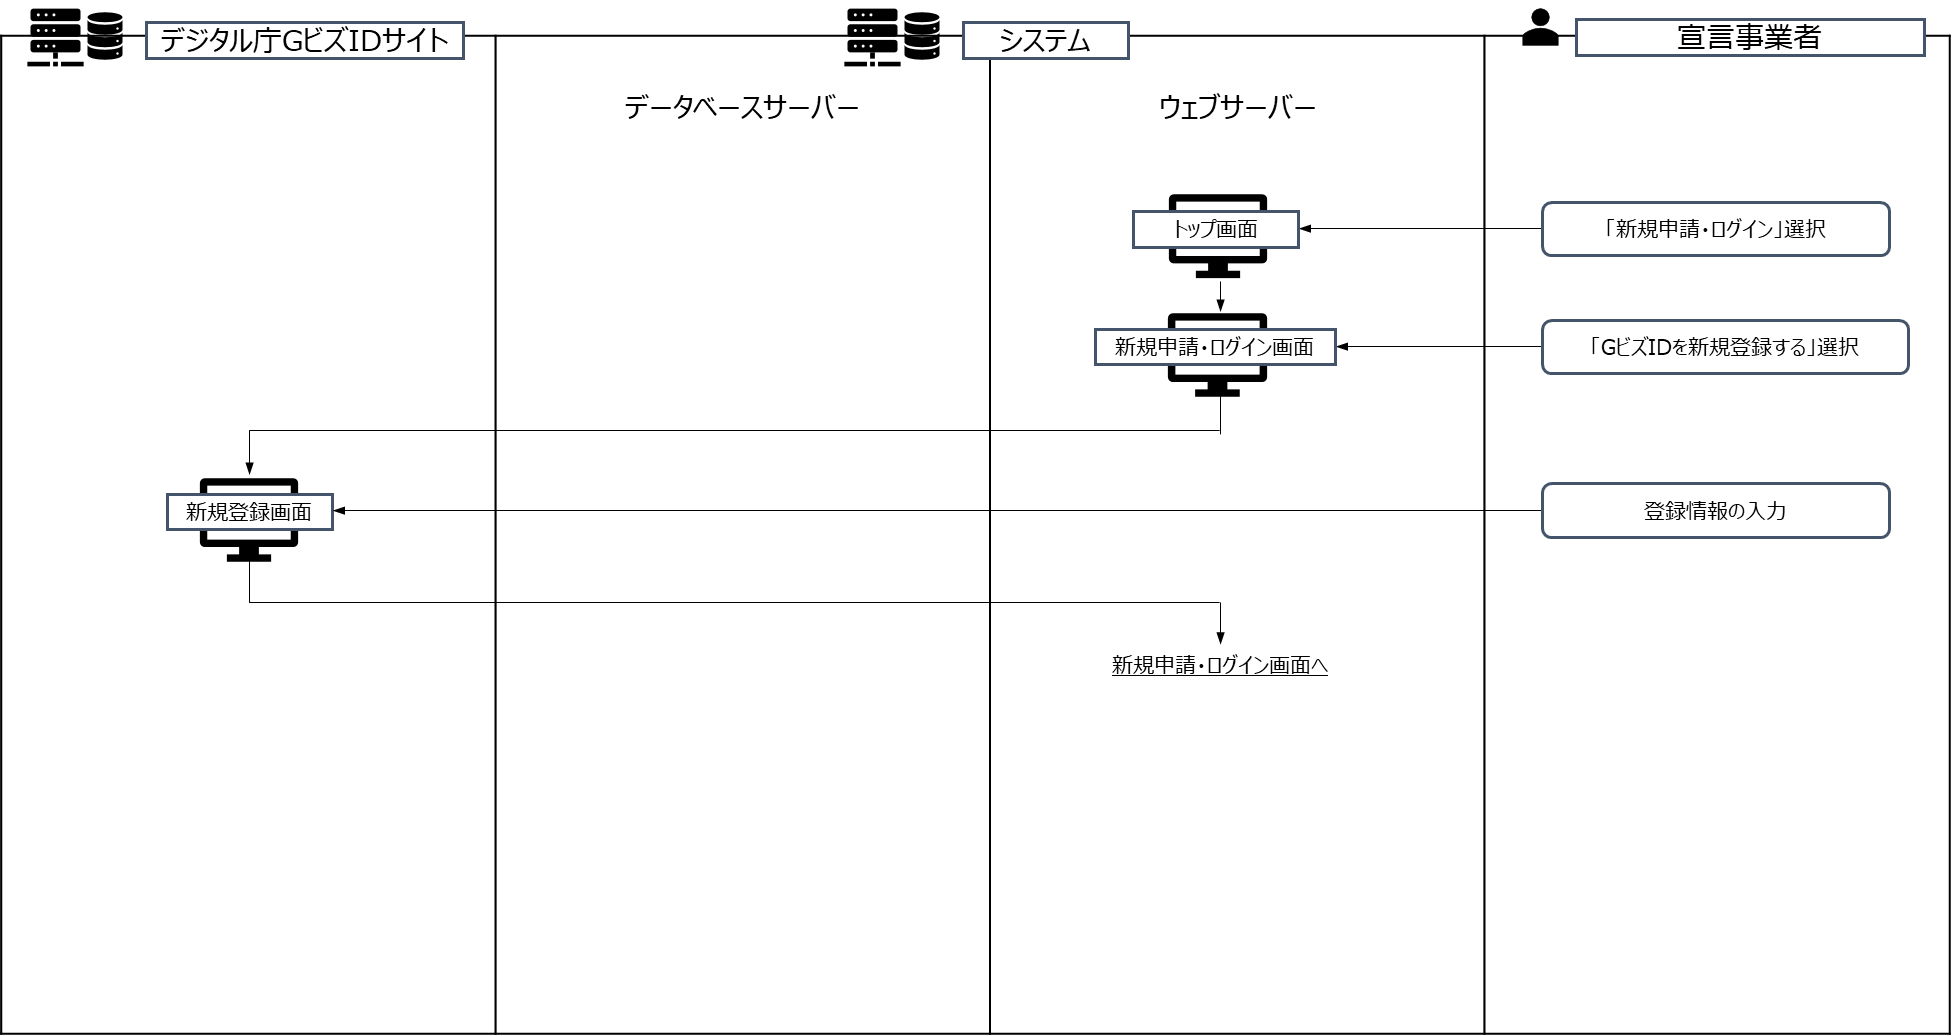 デジタル庁GビズIDサイト
システム
宣言事業者
データベースサーバー
ウェブサーバー
トップ画面
「新規申請・ログイン」選択
新規申請・ログイン画面
「GビズIDを新規登録する」選択
新規登録画面
登録情報の入力
新規申請・ログイン画面へ